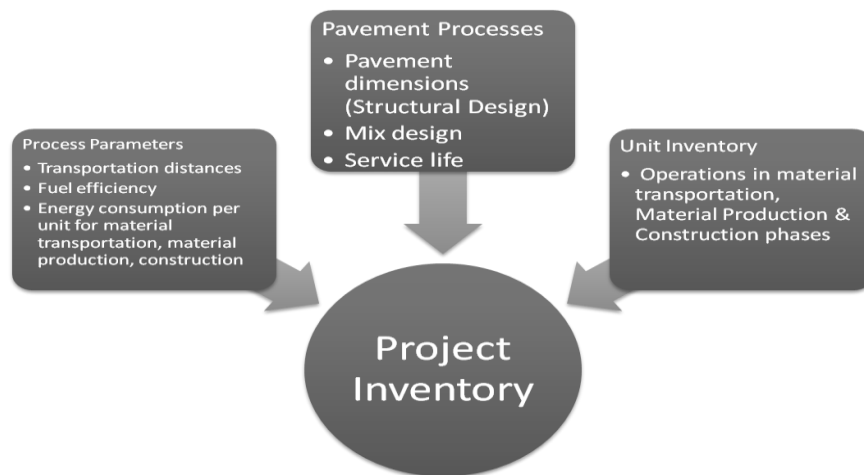 Pavement Processes
• Pavement
dimensions
(Structural Design)
• Mix design
• Service life
Process Parameters
• Transportation distances
• Fuel efficiency
• Energy consumption per
unit for material
transportation, material
production, construction
Unit Inventory
• Operations in material
transportation,
Material Production &
Construction phases
Project
Inventory